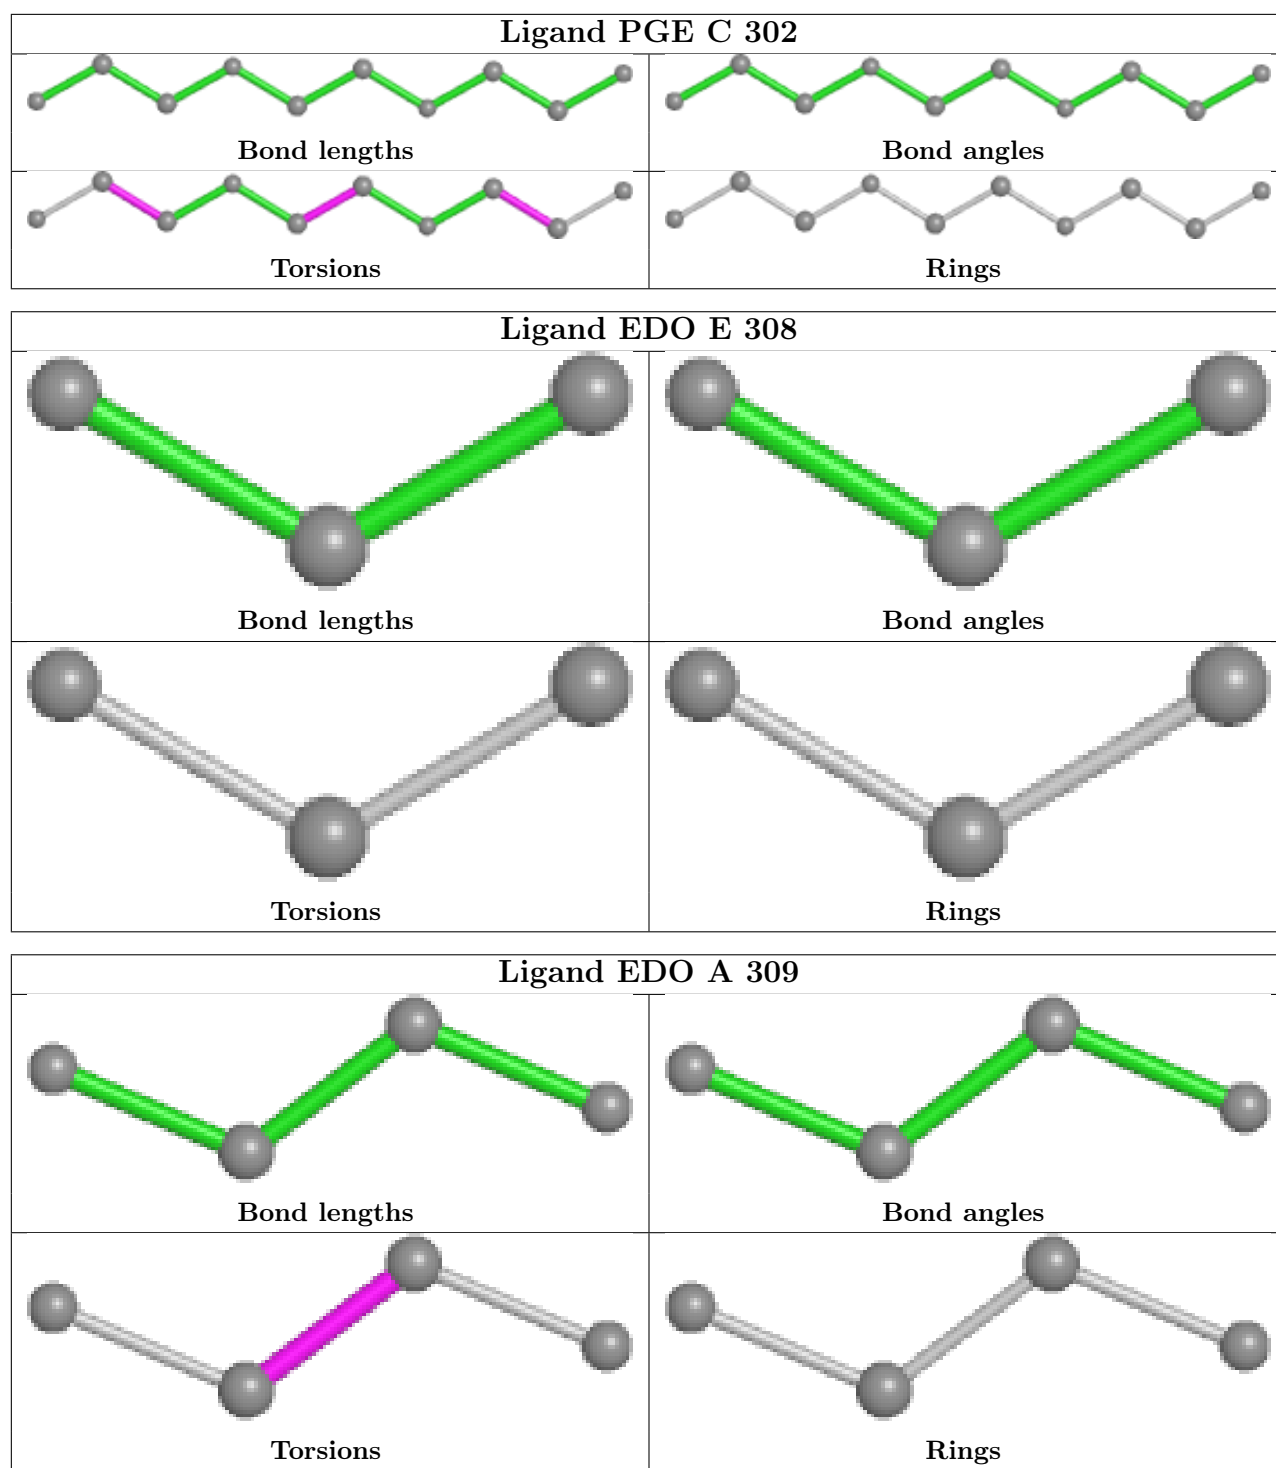 Ligand PGE C 302
Bond lengths
Bond angles
Torsions
Rings
Ligand EDO E 308
Bond lengths
Bond angles
Torsions
Rings
Ligand EDO A 309
Bond lengths
Bond angles
Torsions
Rings